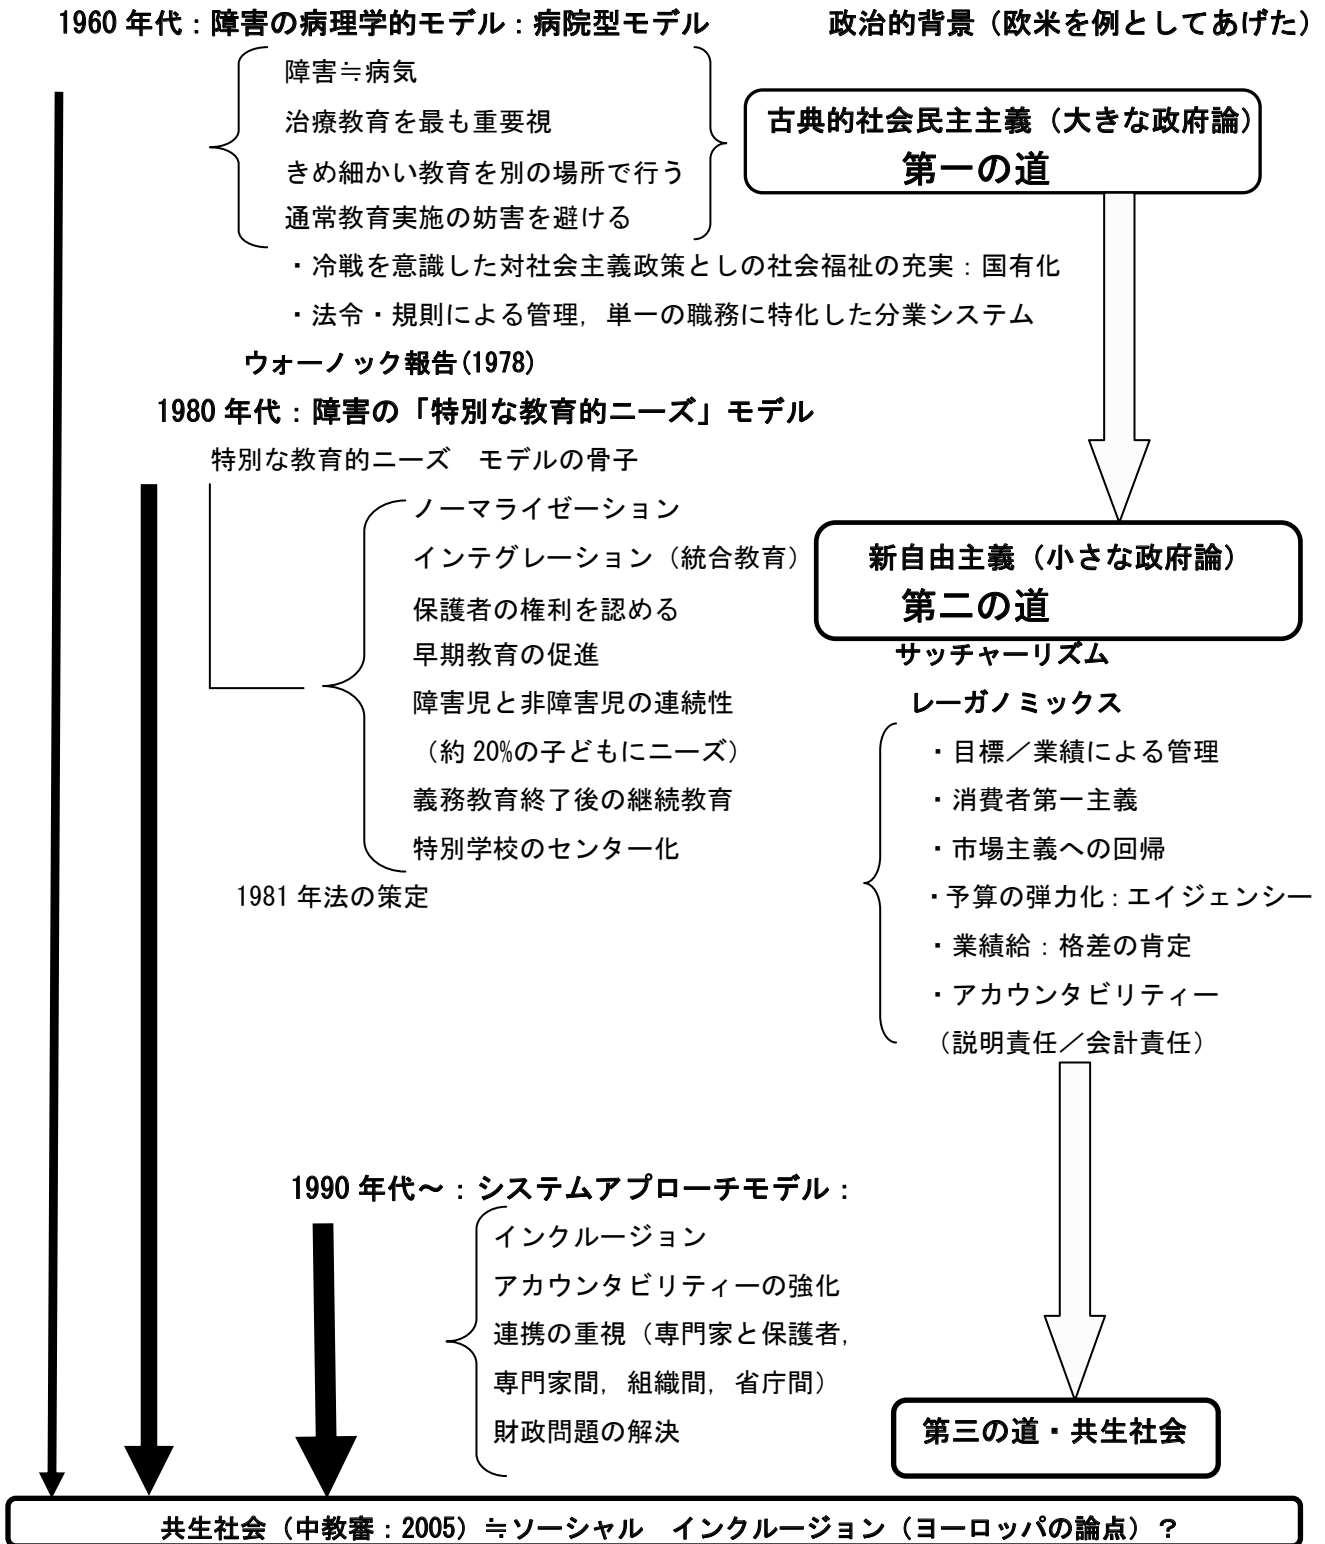 1960年代：障害の病理学的モデル：病院型モデル
政治的背景（欧米を例としてあげた）
障害≒病気
治療教育を最も重要視
きめ細かい教育を別の場所で行う
通常教育実施の妨害を避ける
古典的社会民主主義（大きな政府論）
第一の道
・冷戦を意識した対社会主義政策としの社会福祉の充実：国有化
・法令・規則による管理，単一の職務に特化した分業システム
ウォーノック報告(1978)
1980年代：障害の「特別な教育的ニーズ」モデル
特別な教育的ニーズ　モデルの骨子
ノーマライゼーション
インテグレーション（統合教育）
保護者の権利を認める
早期教育の促進
障害児と非障害児の連続性
（約20%の子どもにニーズ）
義務教育終了後の継続教育
特別学校のセンター化
1981年法の策定
新自由主義（小さな政府論）
第二の道
サッチャーリズム
レーガノミックス
・目標／業績による管理
・消費者第一主義
・市場主義への回帰
・予算の弾力化：エイジェンシー
・業績給：格差の肯定
・アカウンタビリティー
（説明責任／会計責任）
1990年代～：システムアプローチモデル：
インクルージョン
アカウンタビリティーの強化
連携の重視（専門家と保護者，
専門家間，組織間，省庁間）
財政問題の解決
第三の道・共生社会
共生社会（中教審：2005）≒ソーシャル　インクルージョン（ヨーロッパの論点）？